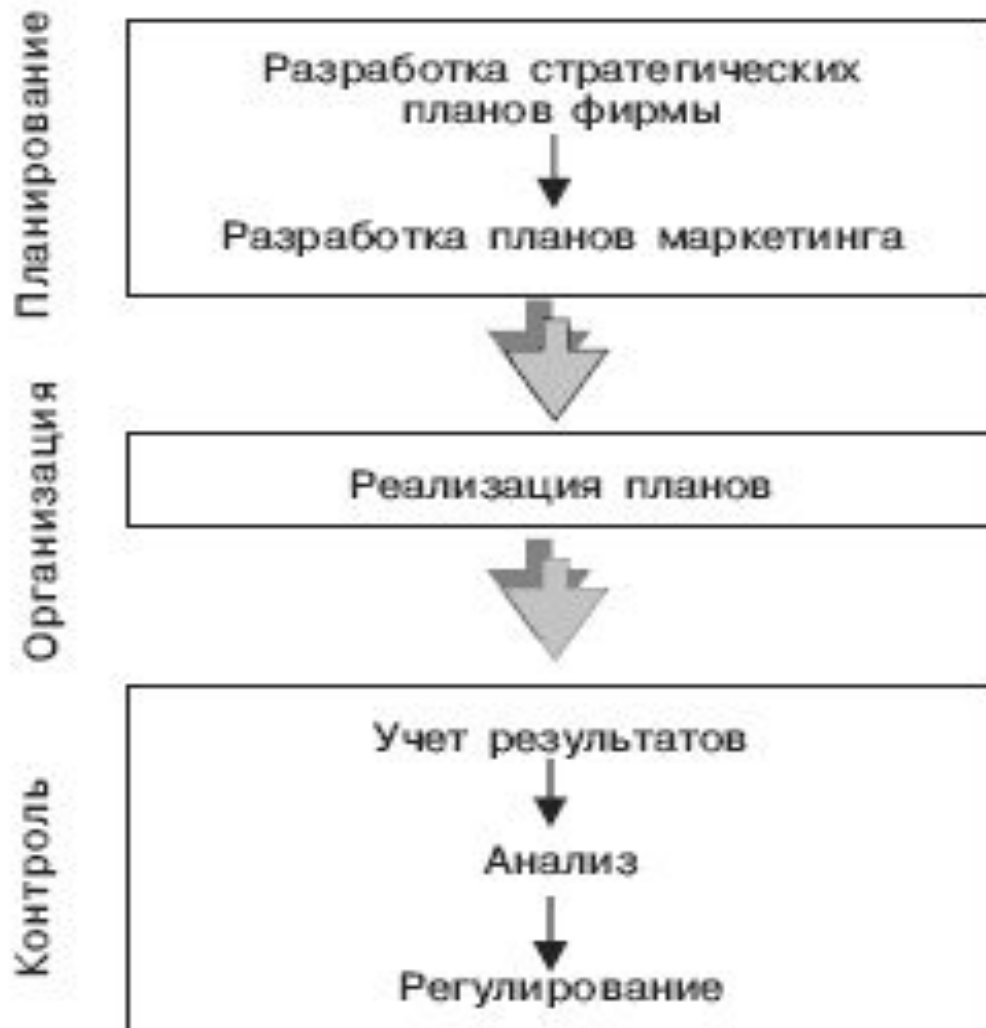 Планирование
Разработка стратегических
планов фирмы
Разработка планов маркетинга
Организация
Реализация планов
Контроль
Учет результатов
Анализ
Регулирование